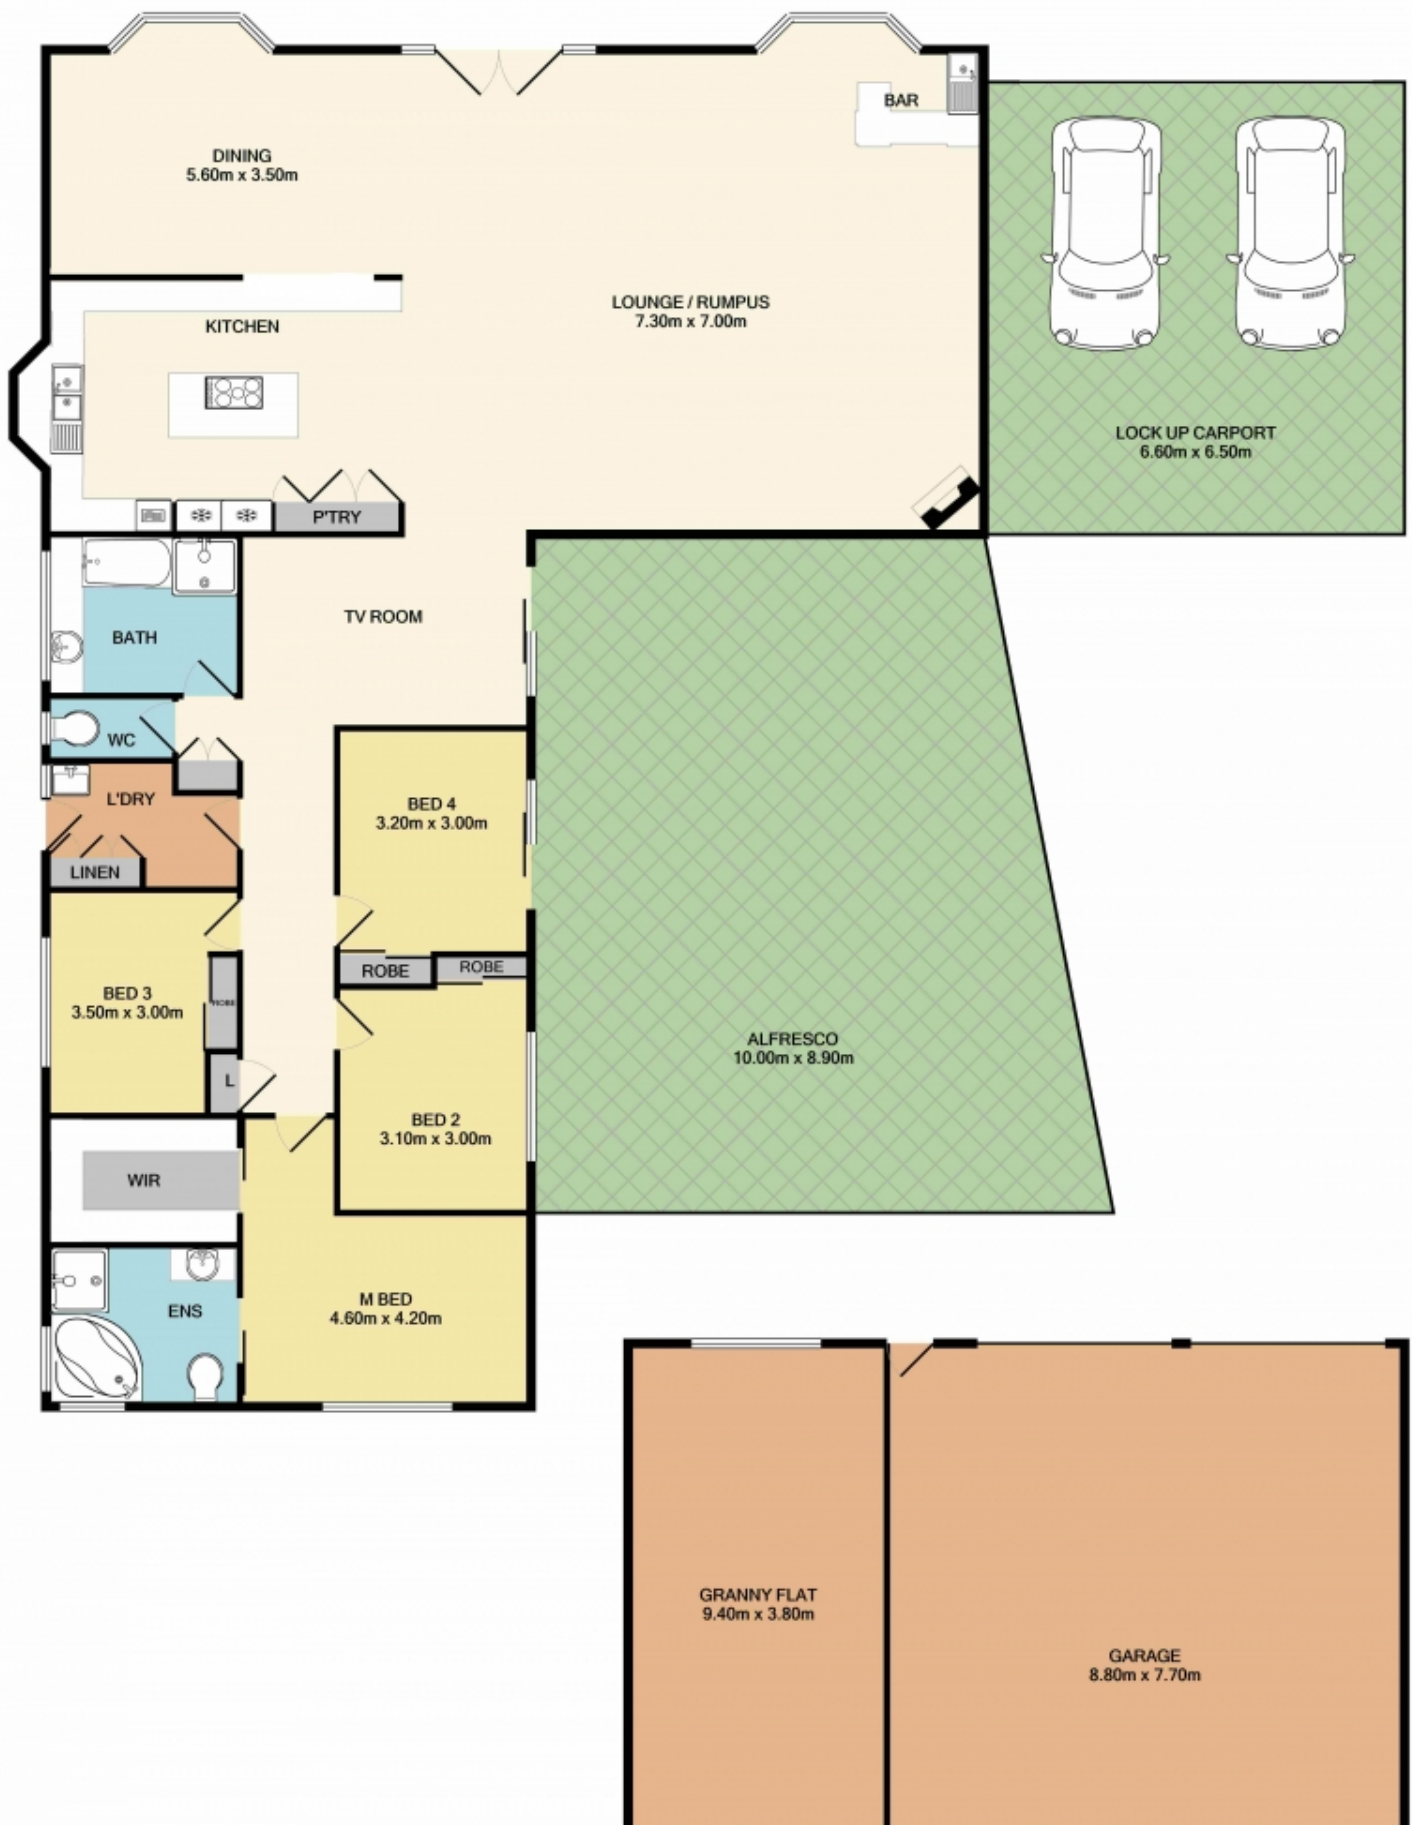 BAR
DINING
5.60m x 3.50m
LOUNGE / RUMPUS
7.30m x 7.00m
KITCHEN
LOCK UP CARPORT
6.60m x 6.50m
P'TRY
TV ROOM
BATH
WC
L'DRY
BED 4
3.20m x 3.00m
LINEN
ROBE
ROBE
BED 3
3.50m x 3.00m
ROBE
ALFRESCO
10.00m x 8.90m
L
BED 2
3.10m x 3.00m
WIR
M BED
4.60m x 4.20m
ENS
GRANNY FLAT
9.40m x 3.80m
GARAGE
8.80m x 7.70m